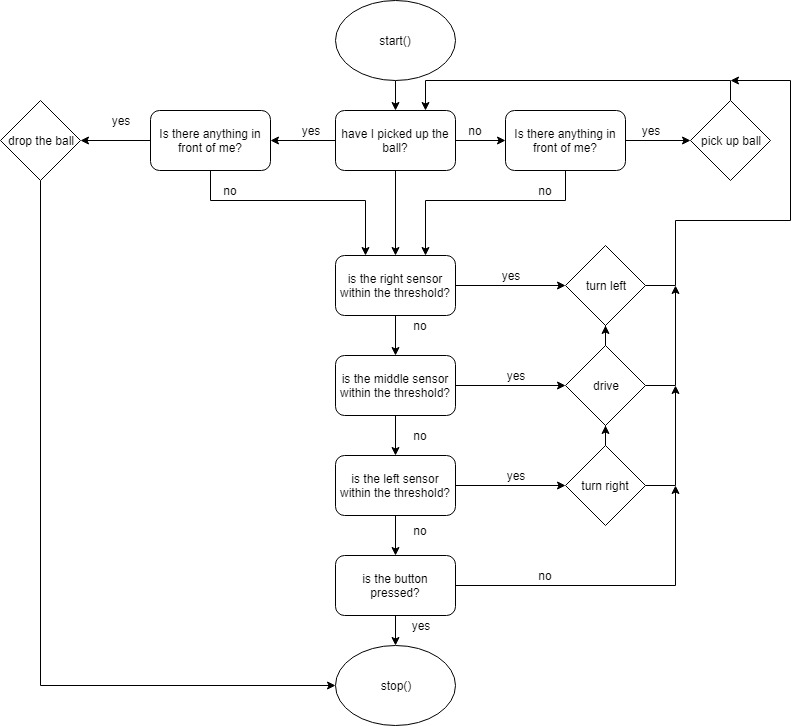 start()
yes
drop the ball
Is there anything in
front of me?
yes
have I picked up the
ball?
no
Is there anything in
front of me?
yes
pick up ball
no
no
is the right sensor
within the threshold?
yes
turn left
no
is the middle sensor
within the threshold?
yes
drive
no
is the left sensor
within the threshold?
yes
turn right
no
is the button
pressed?
no
yes
stop()